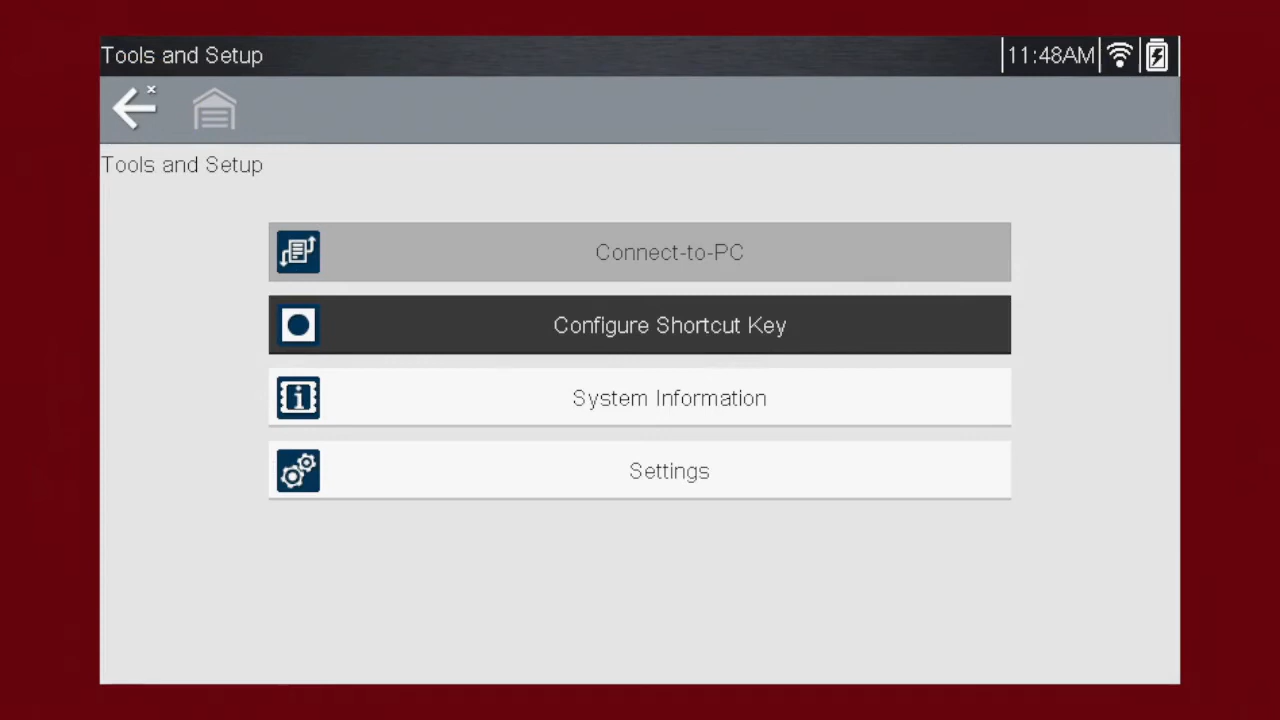 Tools and Setup
11:48AM
Tools and Setup
Connect-to-PC
Configure Shortcut Key
System Information
Settings